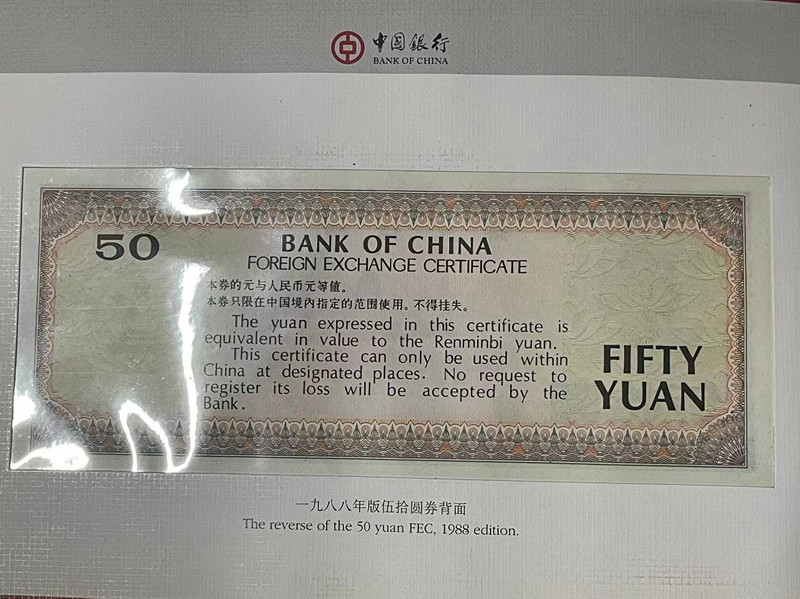 中国银行
BANK OF CHINA
50
BANK OF CHINA
FOREIGN EXCHANGE CERTIFICATE
本券的元与人民币元等值。
本券只限在中国境内指定的范围使用。不得挂失。
The yuan expressed in this certificate is
equivalent in value to the Renminbi yuan.
This certificate can only be used within
China at designated places. No request to
register its loss will be accepted by the
Bank.
FIFTY
YUAN
一九八八年版伍拾圆券背面
The reverse of the 50 yuan FEC, 1988 edition.